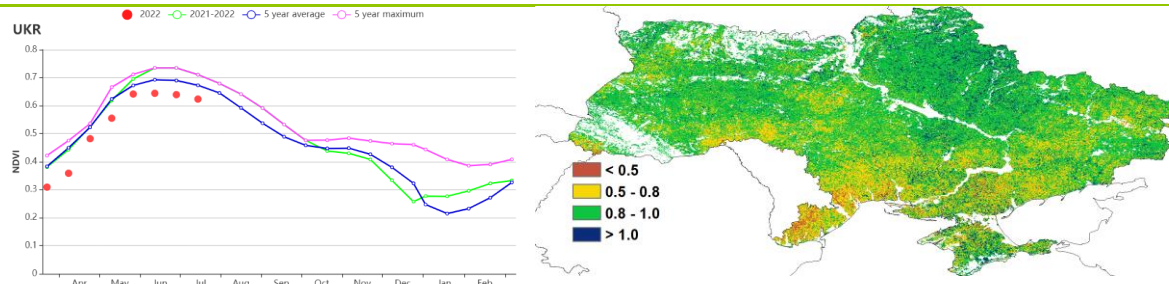 2022 2021-2022 5 year average 5 year maximum
UKR
0.8
0.7
0.6
0.5
0.4
0.3
0.2
0.1
0
NDVI
Apr May Jun Jul Aug Sep Oct Nov Dec Jan Feb
< 0.5
0.5 - 0.8
0.8 - 1.0
> 1.0